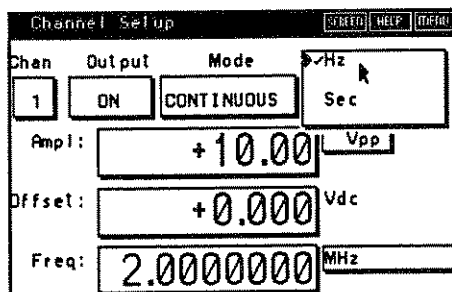 Channel Setup SCREEN HELP MENU
Chan Output Mode ✓Hz
1 ON CONTINUOUS Sec
Ampl: +10.00 Vpp
Offset: +0.000 Vdc
Freq: 2.0000000 MHz